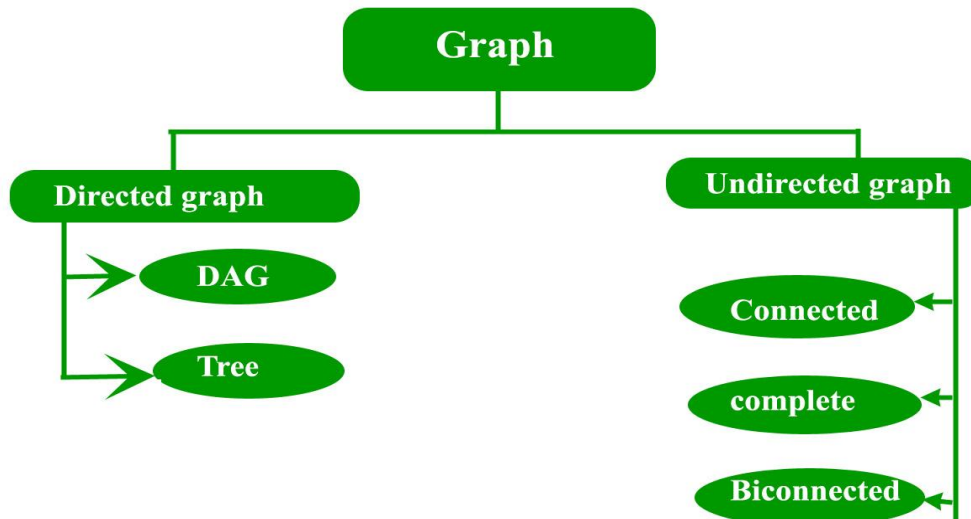 Graph
Directed graph
Undirected graph
DAG
Tree
Connected
complete
Biconnected